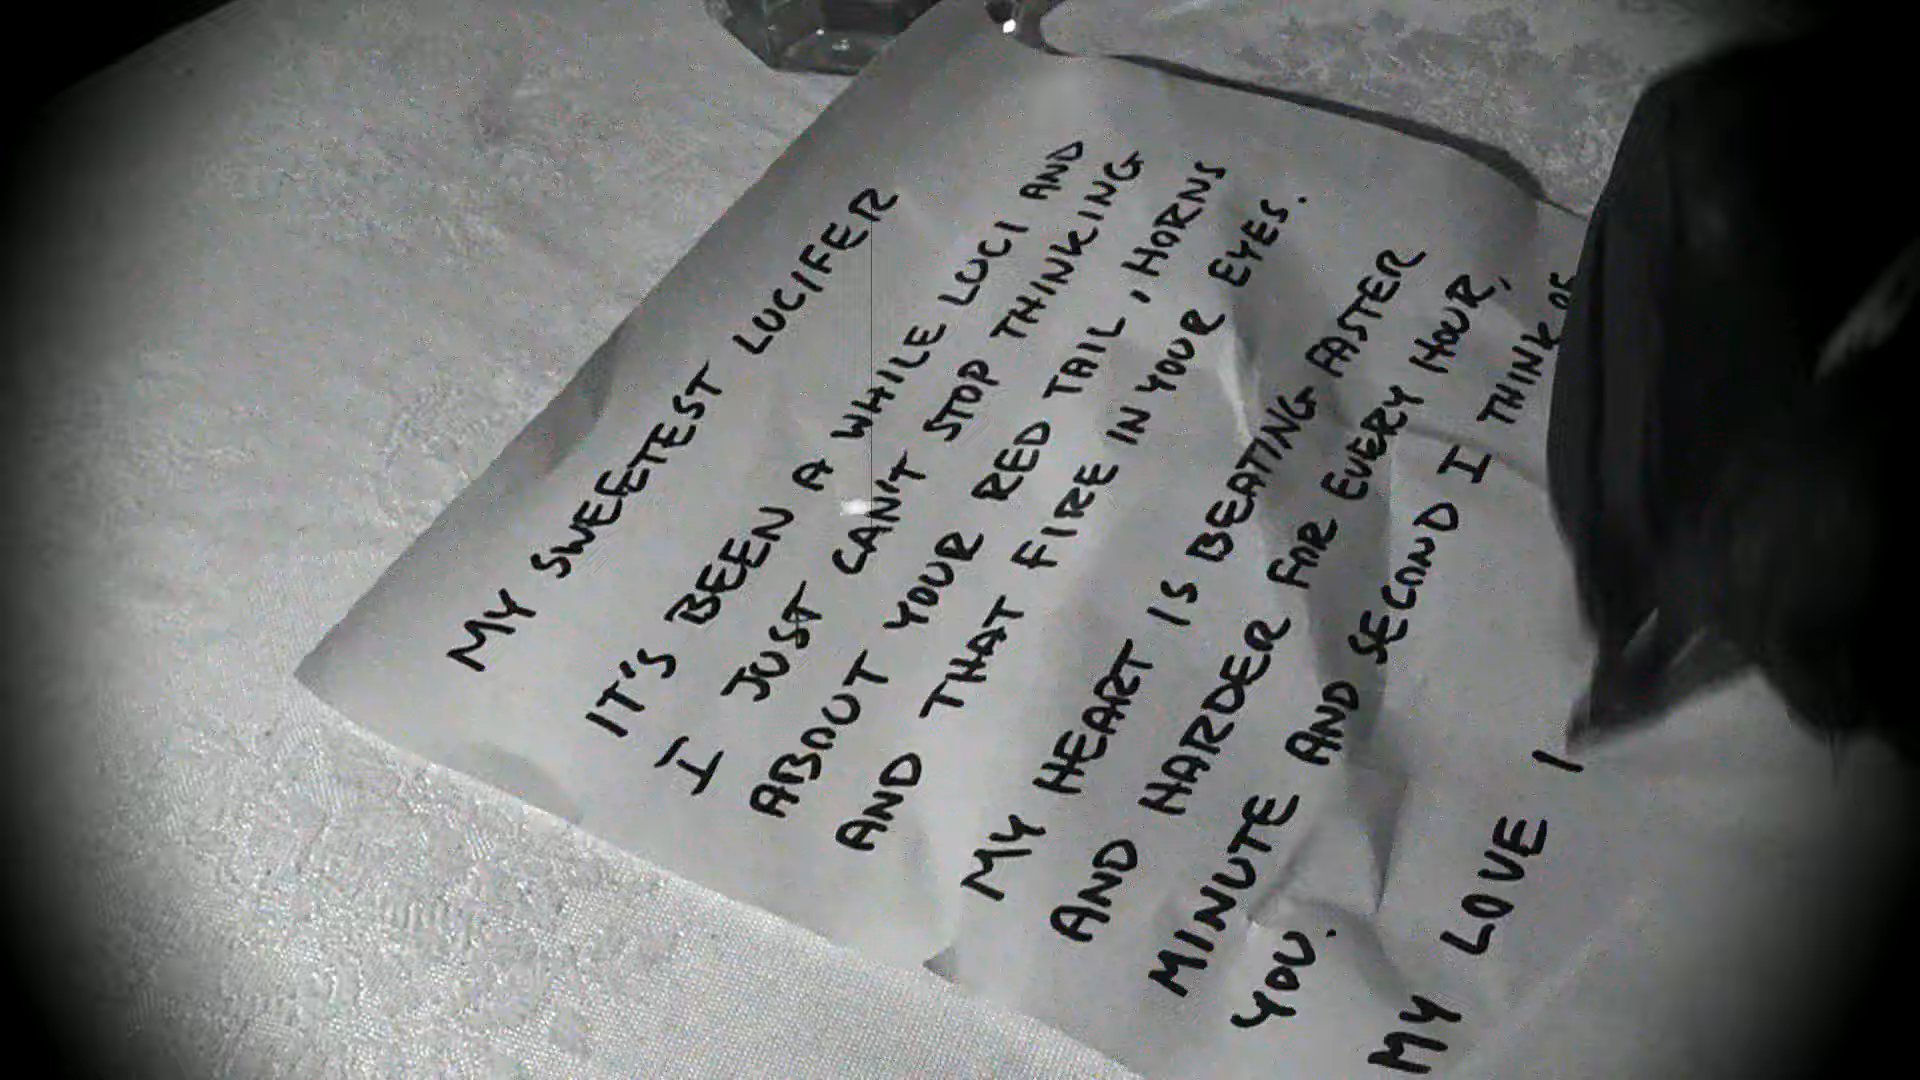 MY SWEETEST LUCIFER
IT'S BEEN A WHILE LUCI AND
I JUST CAN'T STOP THINKING
ABOUT YOUR RED TAIL, HORNS
AND THAT FIRE IN YOUR EYES.
MY HEART IS BEATING FASTER
AND HARDER FOR EVERY HOUR,
MINUTE AND SECOND I THINK OF
YOU.
MY LOVE I